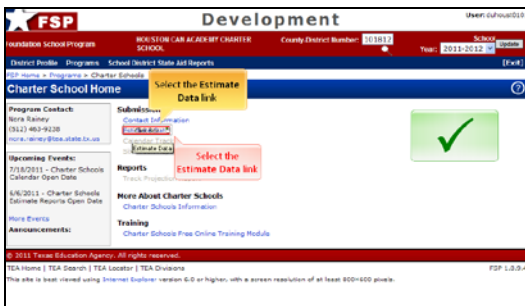 FSP
Development
User: duhoust010
Foundation School Program
HOUSTON CAN ACADEMY CHARTER SCHOOL
County-District Number: 101812
School Year: 2011-2012
Update
District Profile Programs School District State Aid Reports
[Exit]
FSP Home > Programs > Charter Schools
Charter School Home
Select the Estimate Data link
Program Contact:
Nora Rainey
(512) 463-9238
nora.rainey@tea.state.tx.us
Upcoming Events:
7/18/2011 - Charter Schools Calendar Open Date
6/6/2011 - Charter Schools Estimate Reports Open Date
More Events
Announcements:
Submission
Contact Information
Calendar
Estimate Data
Select the Estimate Data link
Reports
Track
More About Charter Schools
Charter Schools Information
Training
Charter Schools Free Online Training Module
© 2011 Texas Education Agency. All rights reserved.
TEA Home | TEA Search | TEA Locator | TEA Divisions
FSP 1.0.0.
This site is best viewed using Internet Explorer version 6.0 or higher, with a screen resolution of at least 800×600 pixels.